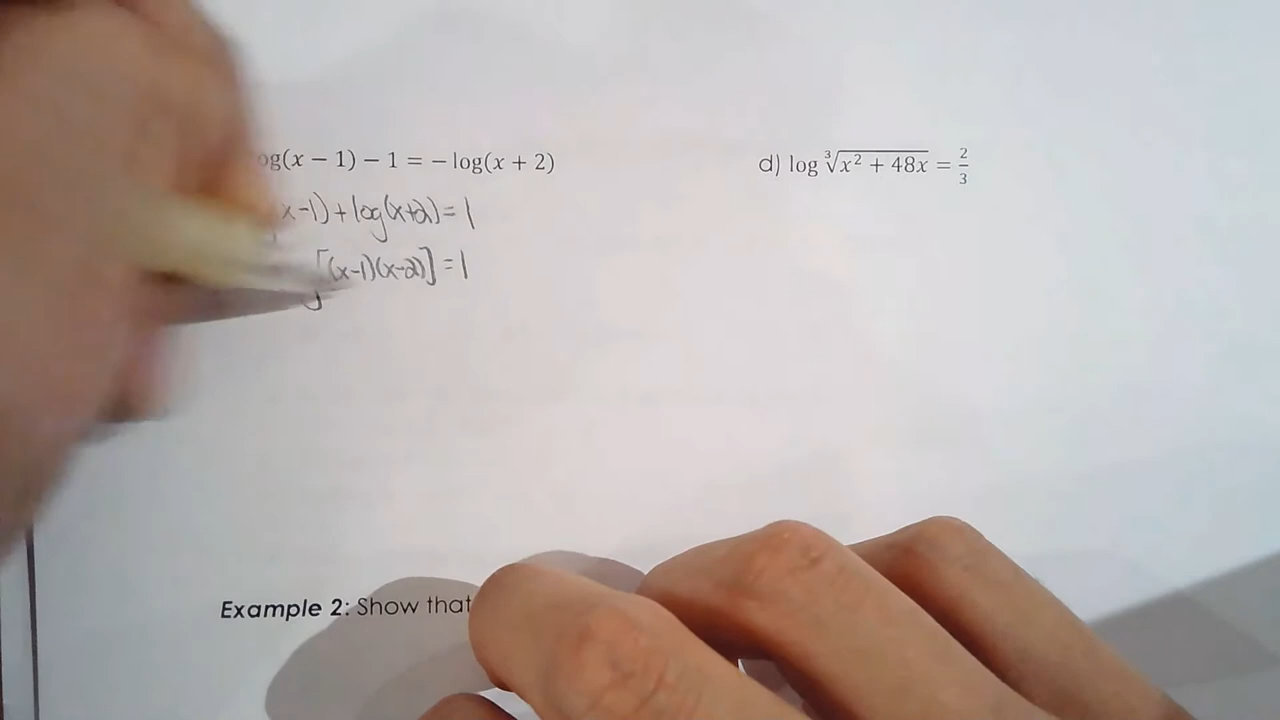 og(x − 1) − 1 = − log(x + 2)
x-1) + log(x+2) = 1
[(x-1)(x-2)] = 1
d) log ∛(x² + 48x) = 2/3
Example 2: Show that